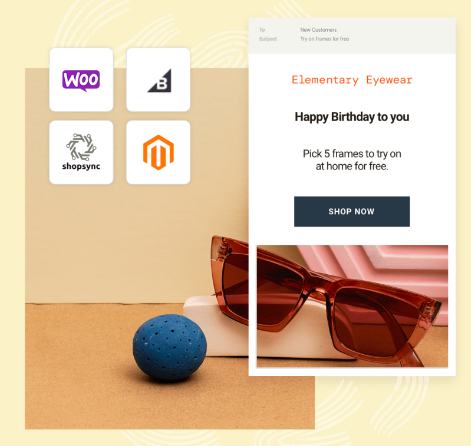 To New Customers
Subject Try on frames for free
Elementary Eyewear
Happy Birthday to you
Pick 5 frames to try on
at home for free.
SHOP NOW
WOO
B
shopsync